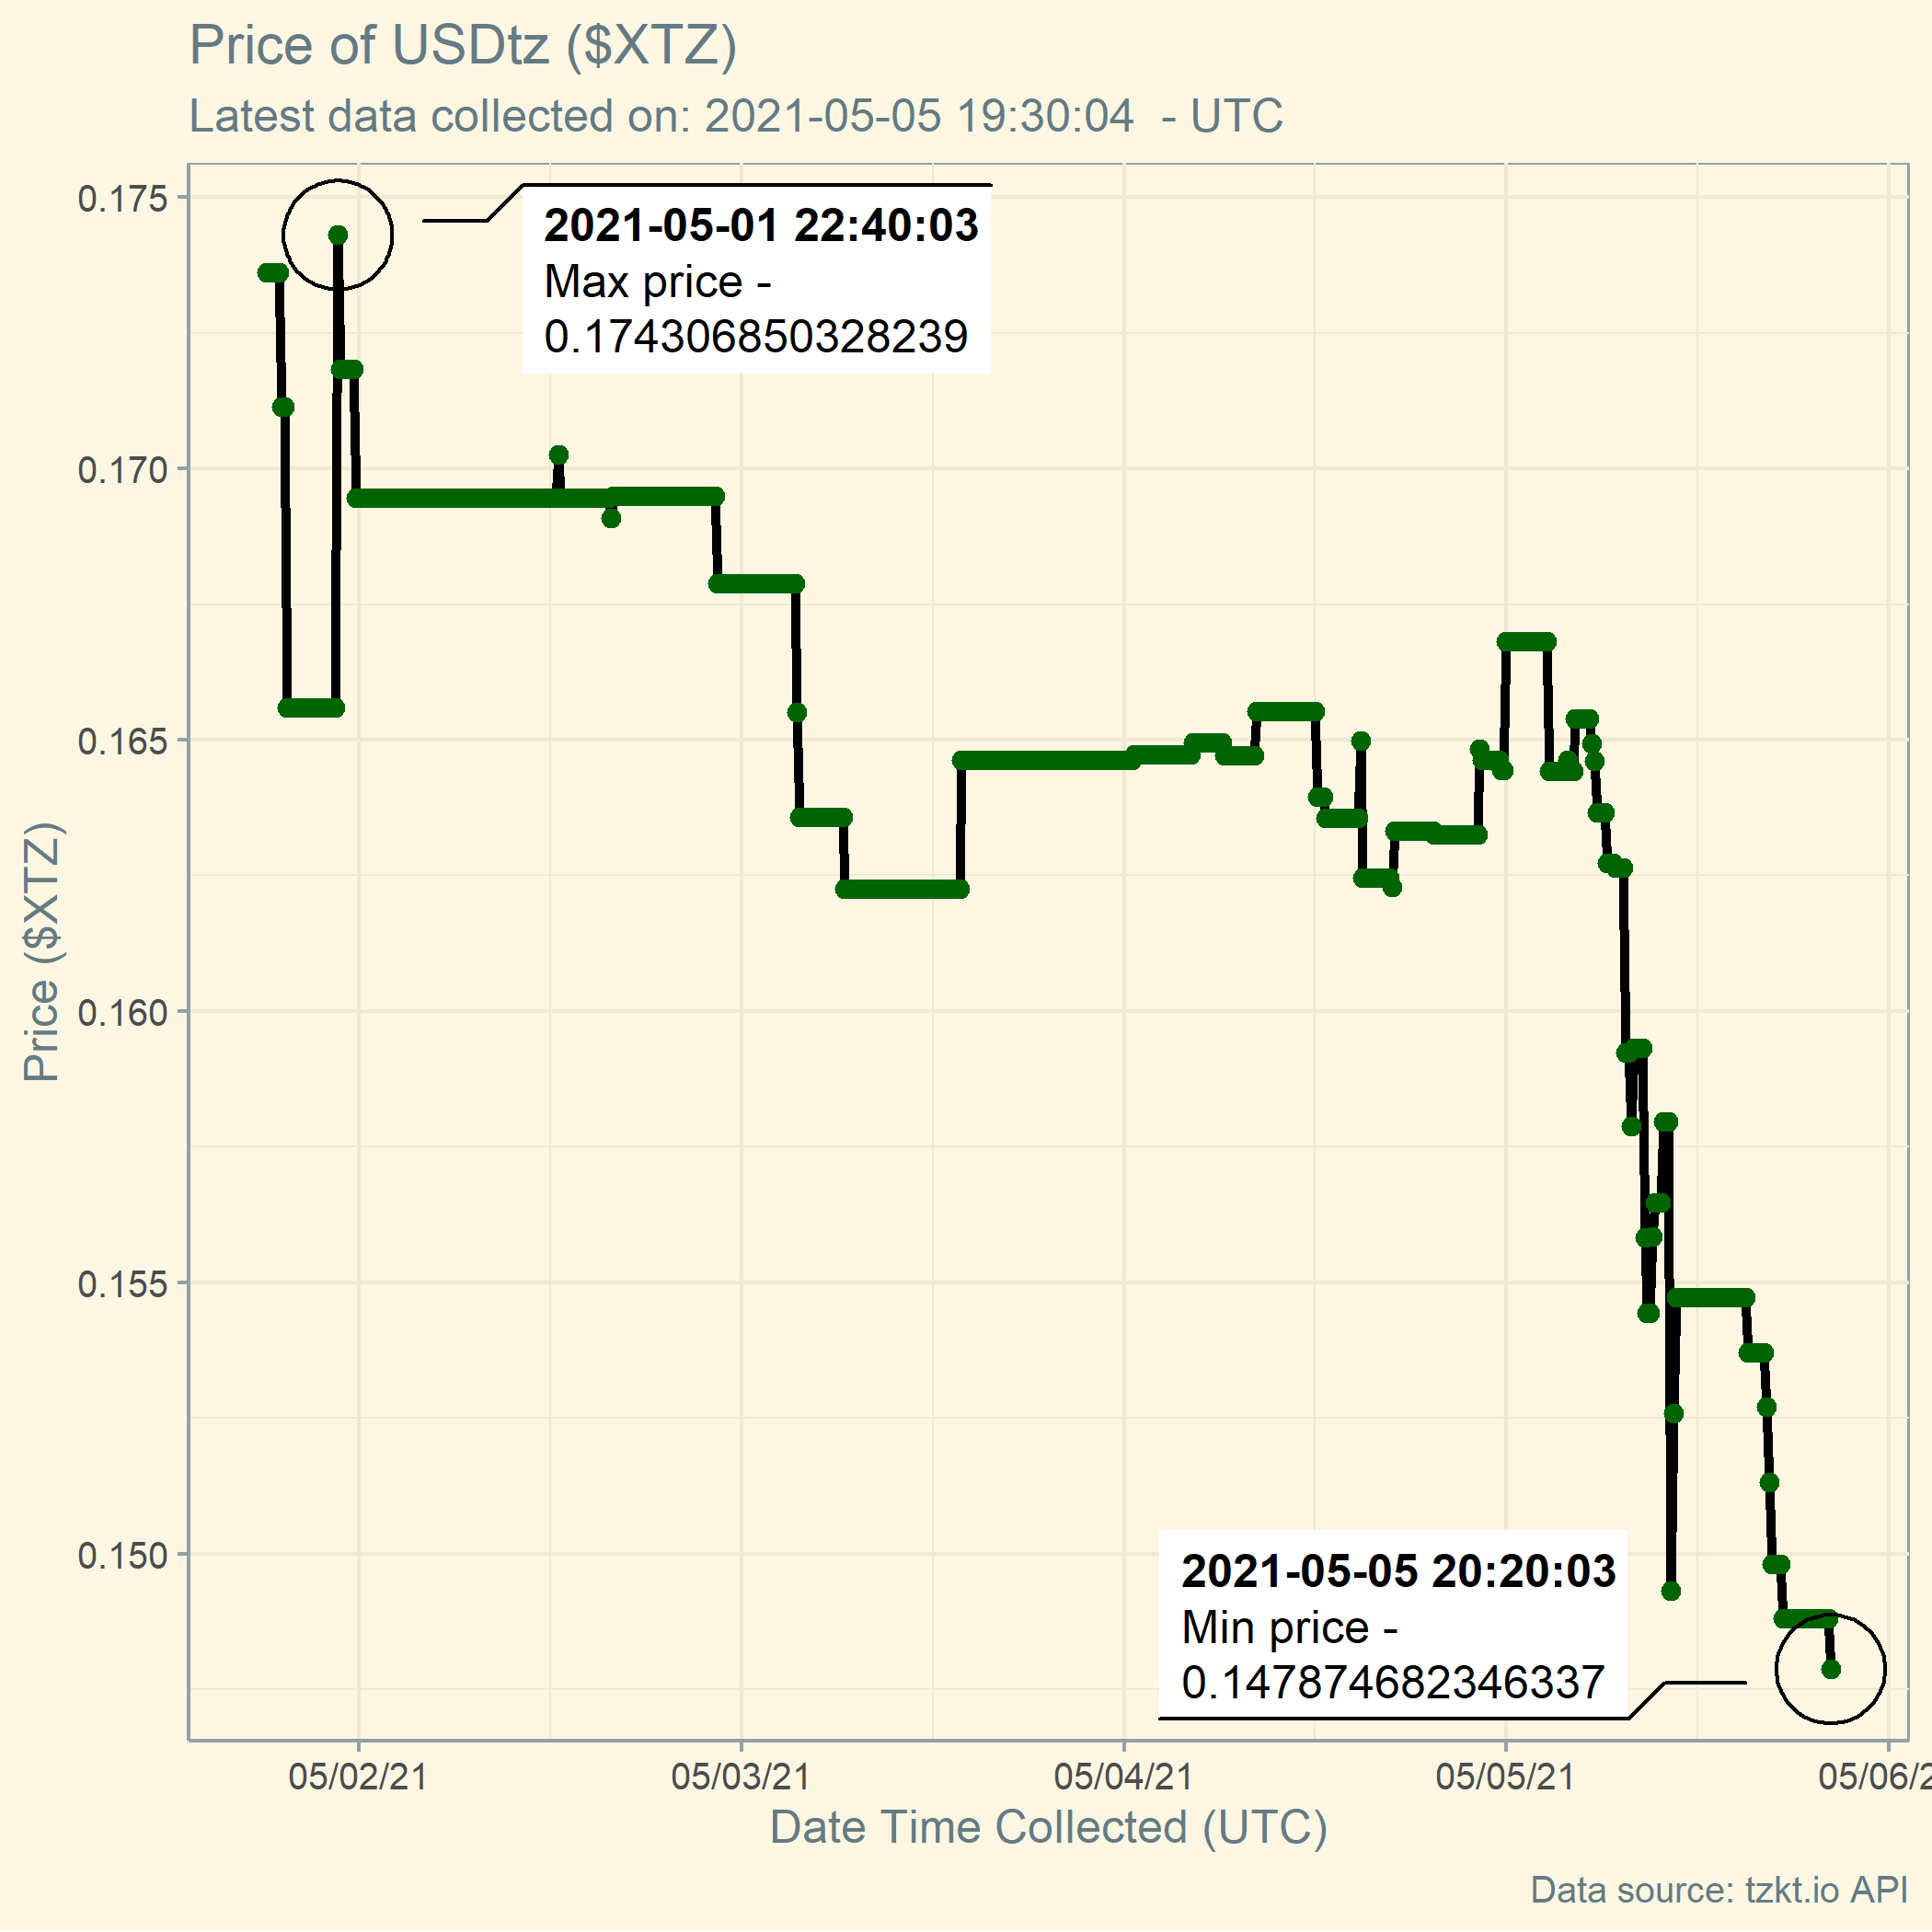 Price of USDtz ($XTZ)
Latest data collected on: 2021-05-05 19:30:04  - UTC
0.175
0.170
0.165
0.160
0.155
0.150
Price ($XTZ)
2021-05-01 22:40:03
Max price -
0.174306850328239
2021-05-05 20:20:03
Min price -
0.147874682346337
05/02/21
05/03/21
05/04/21
05/05/21
05/06/2
Date Time Collected (UTC)
Data source: tzkt.io API